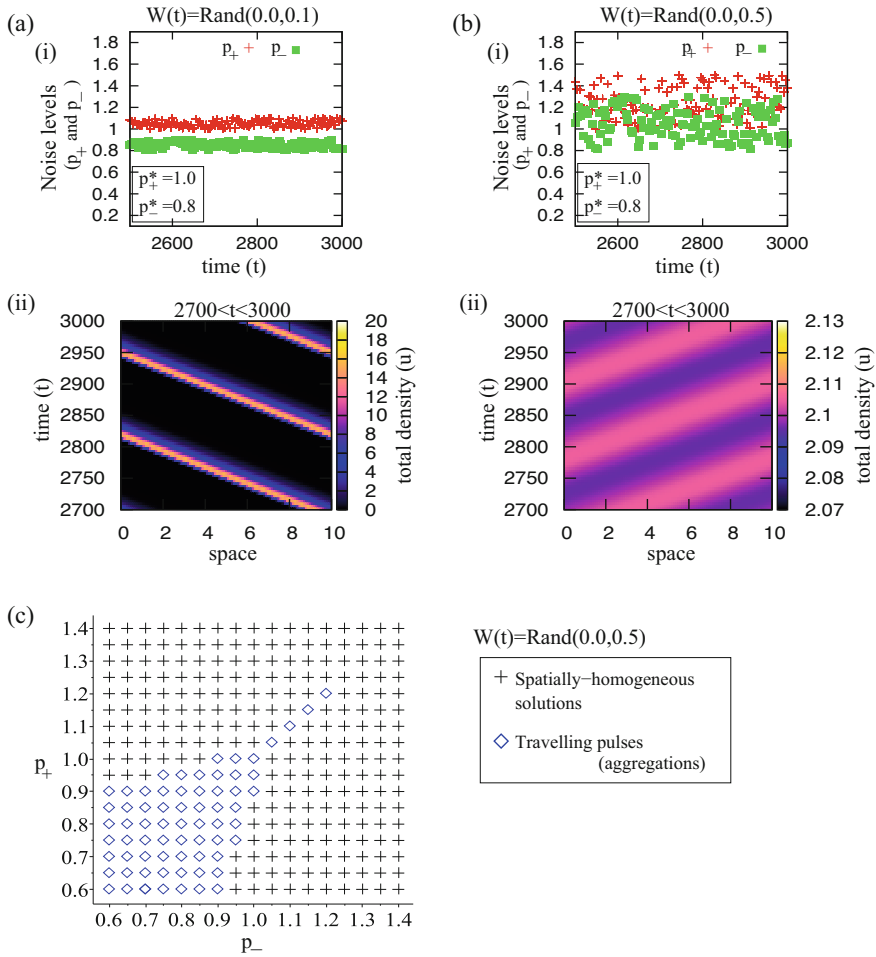 (a)
W(t)=Rand(0.0,0.1)
(i)
p+ p−
Noise levels
(p+ and p−)
1.8
1.6
1.4
1.2
1
0.8
0.6
0.4
0.2
p*+ =1.0
p*− =0.8
2600 2800 3000
time (t)
(b)
W(t)=Rand(0.0,0.5)
(i)
p+ p−
Noise levels
(p+ and p−)
1.8
1.6
1.4
1.2
1
0.8
0.6
0.4
0.2
p*+ =1.0
p*− =0.8
2600 2800 3000
time (t)
(ii)
2700<t<3000
time (t)
3000
2950
2900
2850
2800
2750
2700
0 2 4 6 8 10
space
20
18
16
14
12
10
8
6
4
2
0
total density (u)
(ii)
2700<t<3000
time (t)
3000
2950
2900
2850
2800
2750
2700
0 2 4 6 8 10
space
2.13
2.12
2.11
2.1
2.09
2.08
2.07
total density (u)
(c)
p+
1.4
1.3
1.2
1.1
1.0
0.9
0.8
0.7
0.6
0.6 0.7 0.8 0.9 1.0 1.1 1.2 1.3 1.4
p−
W(t)=Rand(0.0,0.5)
Spatially−homogeneous
solutions
Travelling pulses
(aggregations)